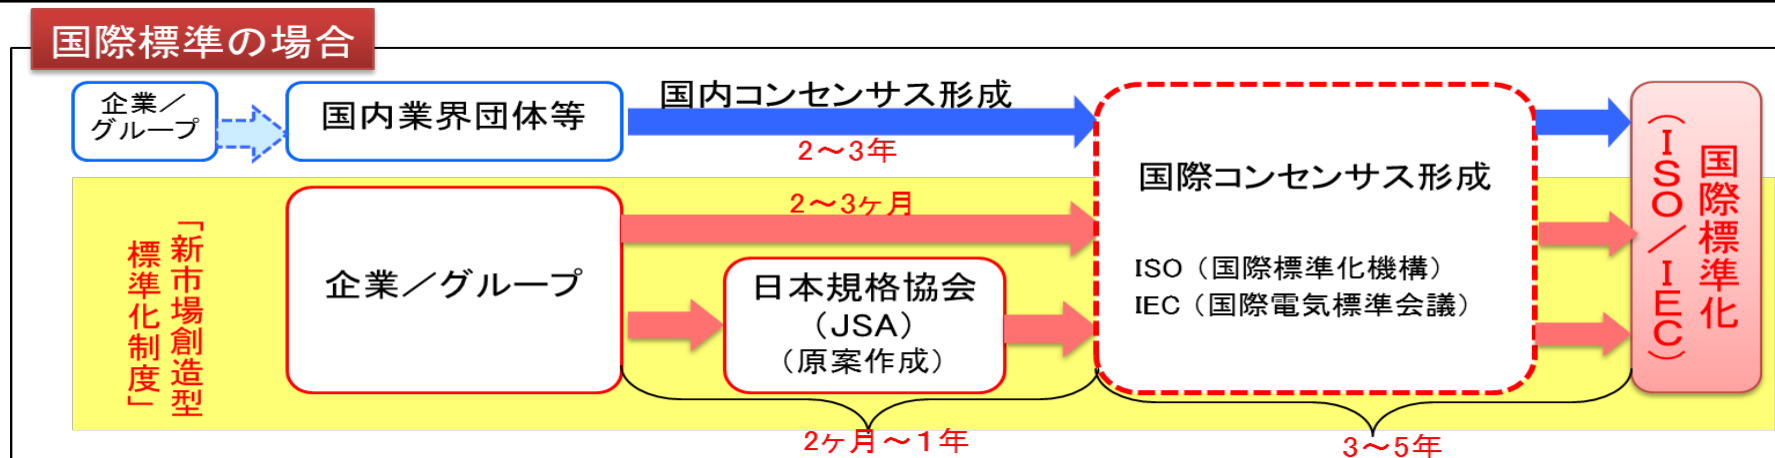 国際標準の場合
企業／
グループ
国内業界団体等
国内コンセンサス形成
2～3年
国際コンセンサス形成
ISO（国際標準化機構）
IEC（国際電気標準会議）
国際標準化
（ISO／IEC）
「新市場創造型
標準化制度」
企業／グループ
2～3ヶ月
日本規格協会
（JSA）
（原案作成）
2ヶ月～１年
3～5年